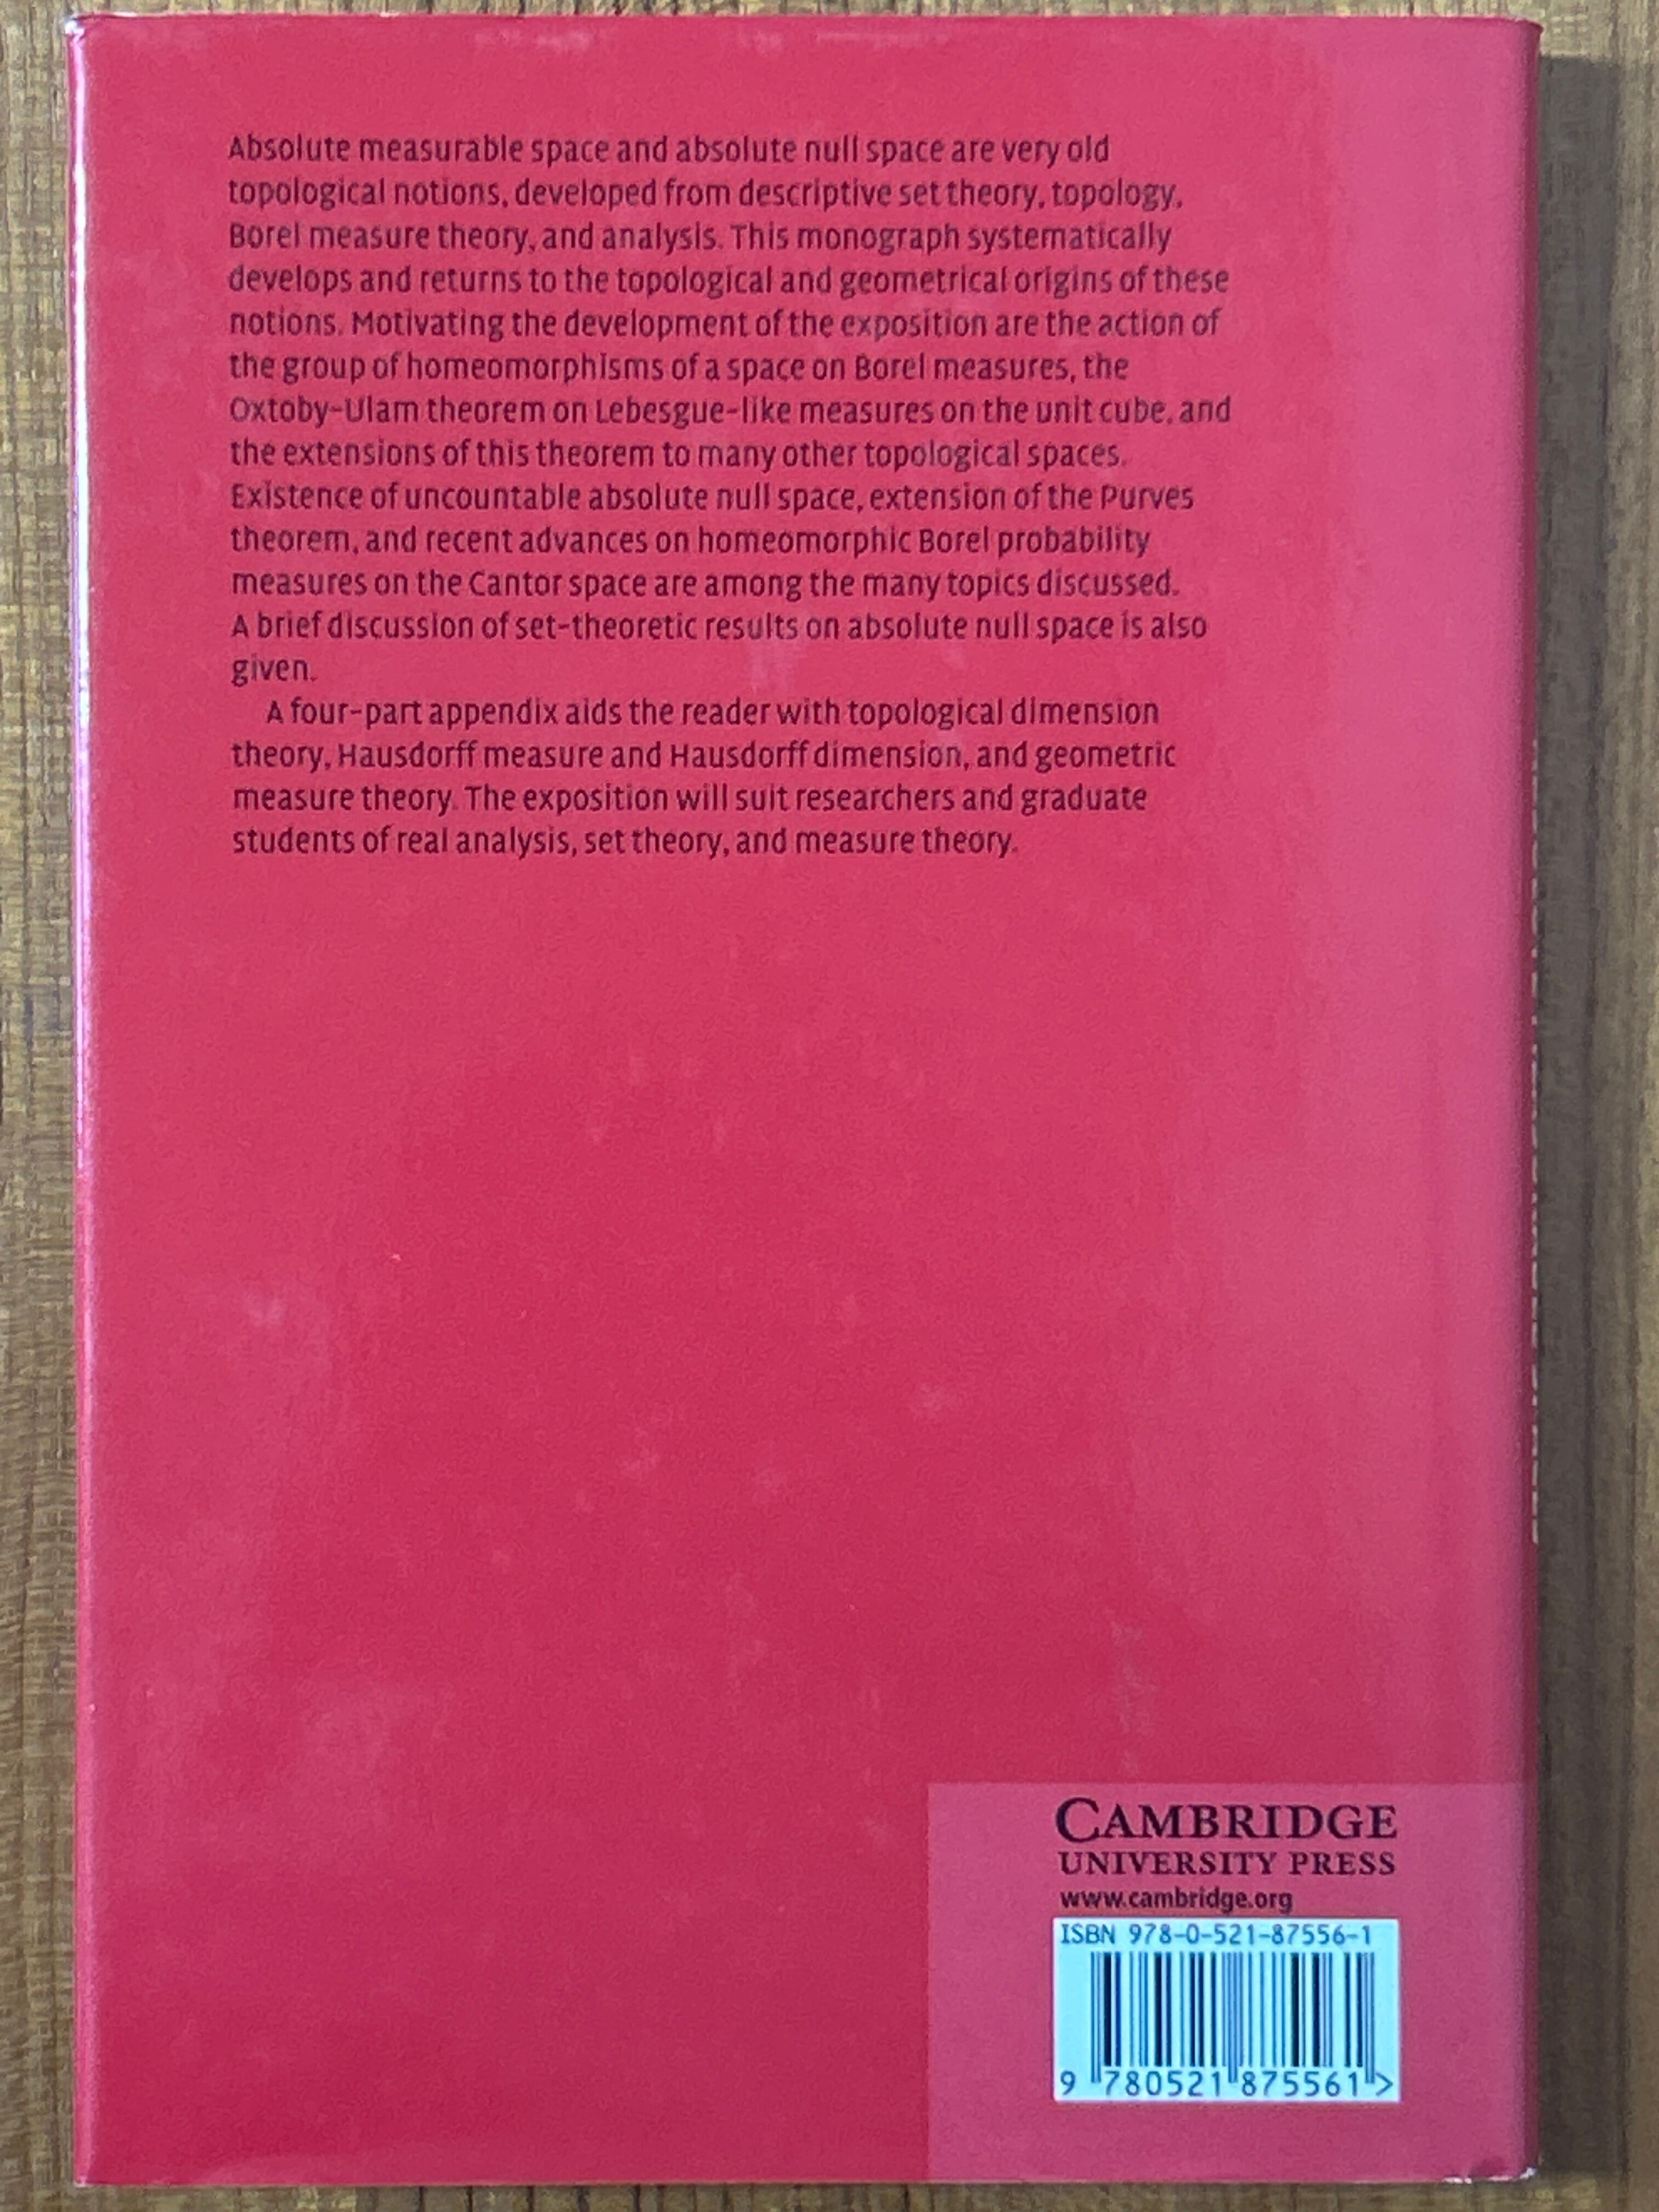 Absolute measurable space and absolute null space are very old
topological notions, developed from descriptive set theory, topology,
Borel measure theory, and analysis. This monograph systematically
develops and returns to the topological and geometrical origins of these
notions. Motivating the development of the exposition are the action of
the group of homeomorphisms of a space on Borel measures, the
Oxtoby-Ulam theorem on Lebesgue-like measures on the unit cube, and
the extensions of this theorem to many other topological spaces.
Existence of uncountable absolute null space, extension of the Purves
theorem, and recent advances on homeomorphic Borel probability
measures on the Cantor space are among the many topics discussed.
A brief discussion of set-theoretic results on absolute null space is also
given.
A four-part appendix aids the reader with topological dimension
theory, Hausdorff measure and Hausdorff dimension, and geometric
measure theory. The exposition will suit researchers and graduate
students of real analysis, set theory, and measure theory.
CAMBRIDGE
UNIVERSITY PRESS
www.cambridge.org
ISBN 978-0-521-87556-1
9 780521 875561 >